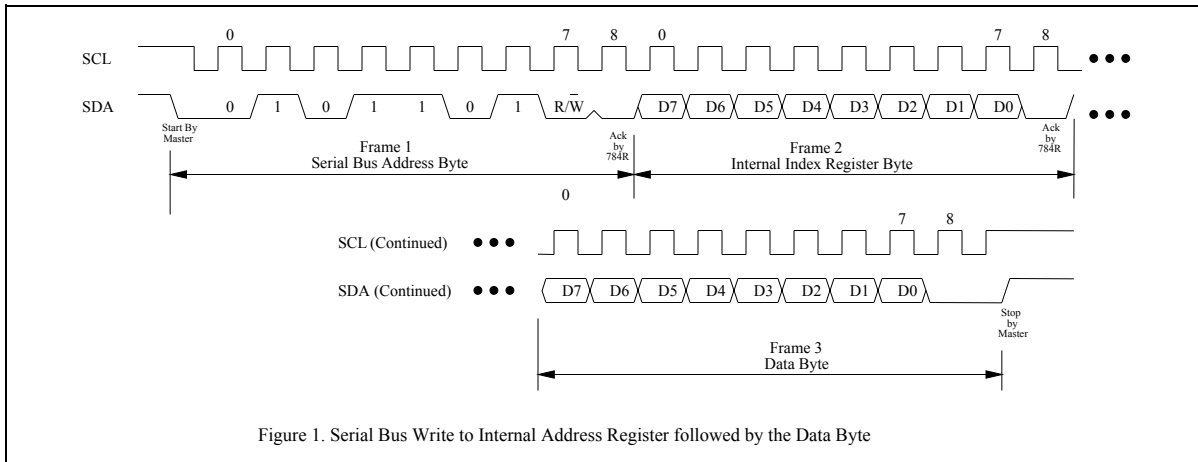 0 7 8 0 7 8
SCL
SDA 0 1 0 1 1 0 1 R/W D7 D6 D5 D4 D3 D2 D1 D0
Start By
Master
Ack
by
784R
Ack
by
784R
Frame 1
Serial Bus Address Byte
Frame 2
Internal Index Register Byte
0
7 8
SCL (Continued)
SDA (Continued) D7 D6 D5 D4 D3 D2 D1 D0
Stop
by
Master
Frame 3
Data Byte
Figure 1. Serial Bus Write to Internal Address Register followed by the Data Byte